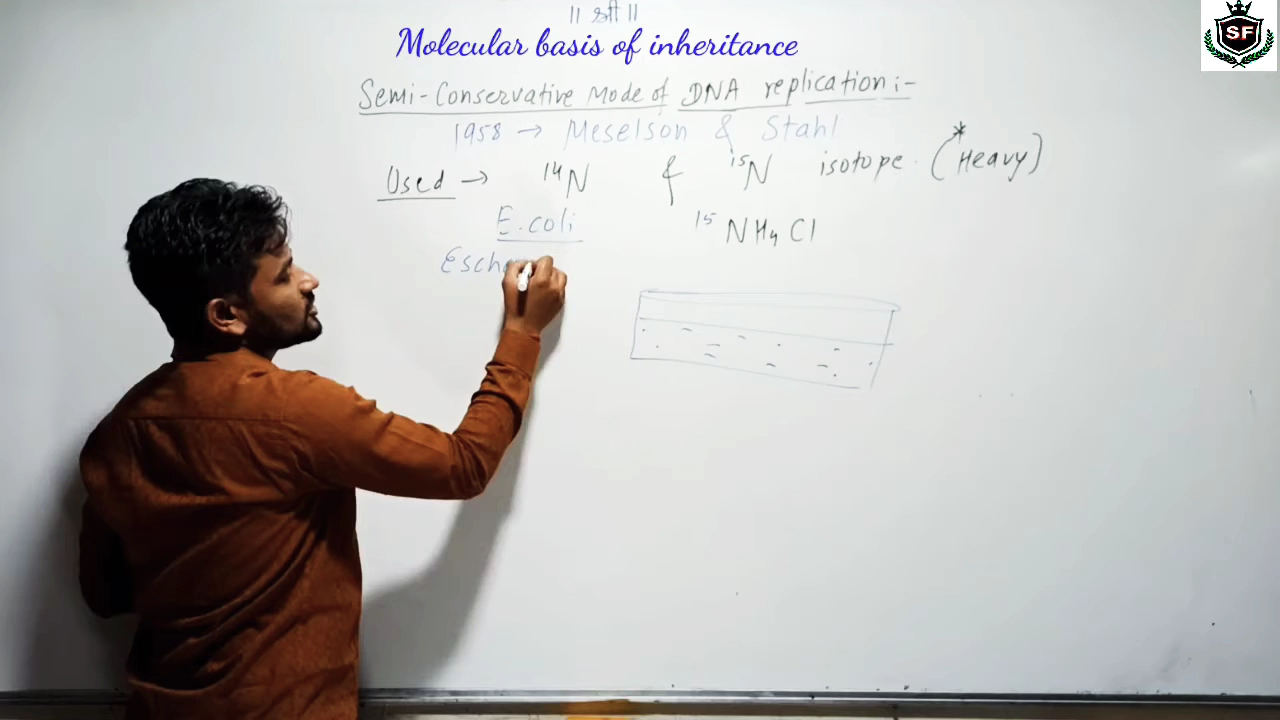 || श्री ||
Molecular basis of inheritance
SF
Semi-Conservative Mode of DNA replication :-
1958 → Meselson & Stahl
Used → ¹⁴N & ¹⁵N isotope. (*Heavy)
E.coli ¹⁵NH₄Cl
Esch